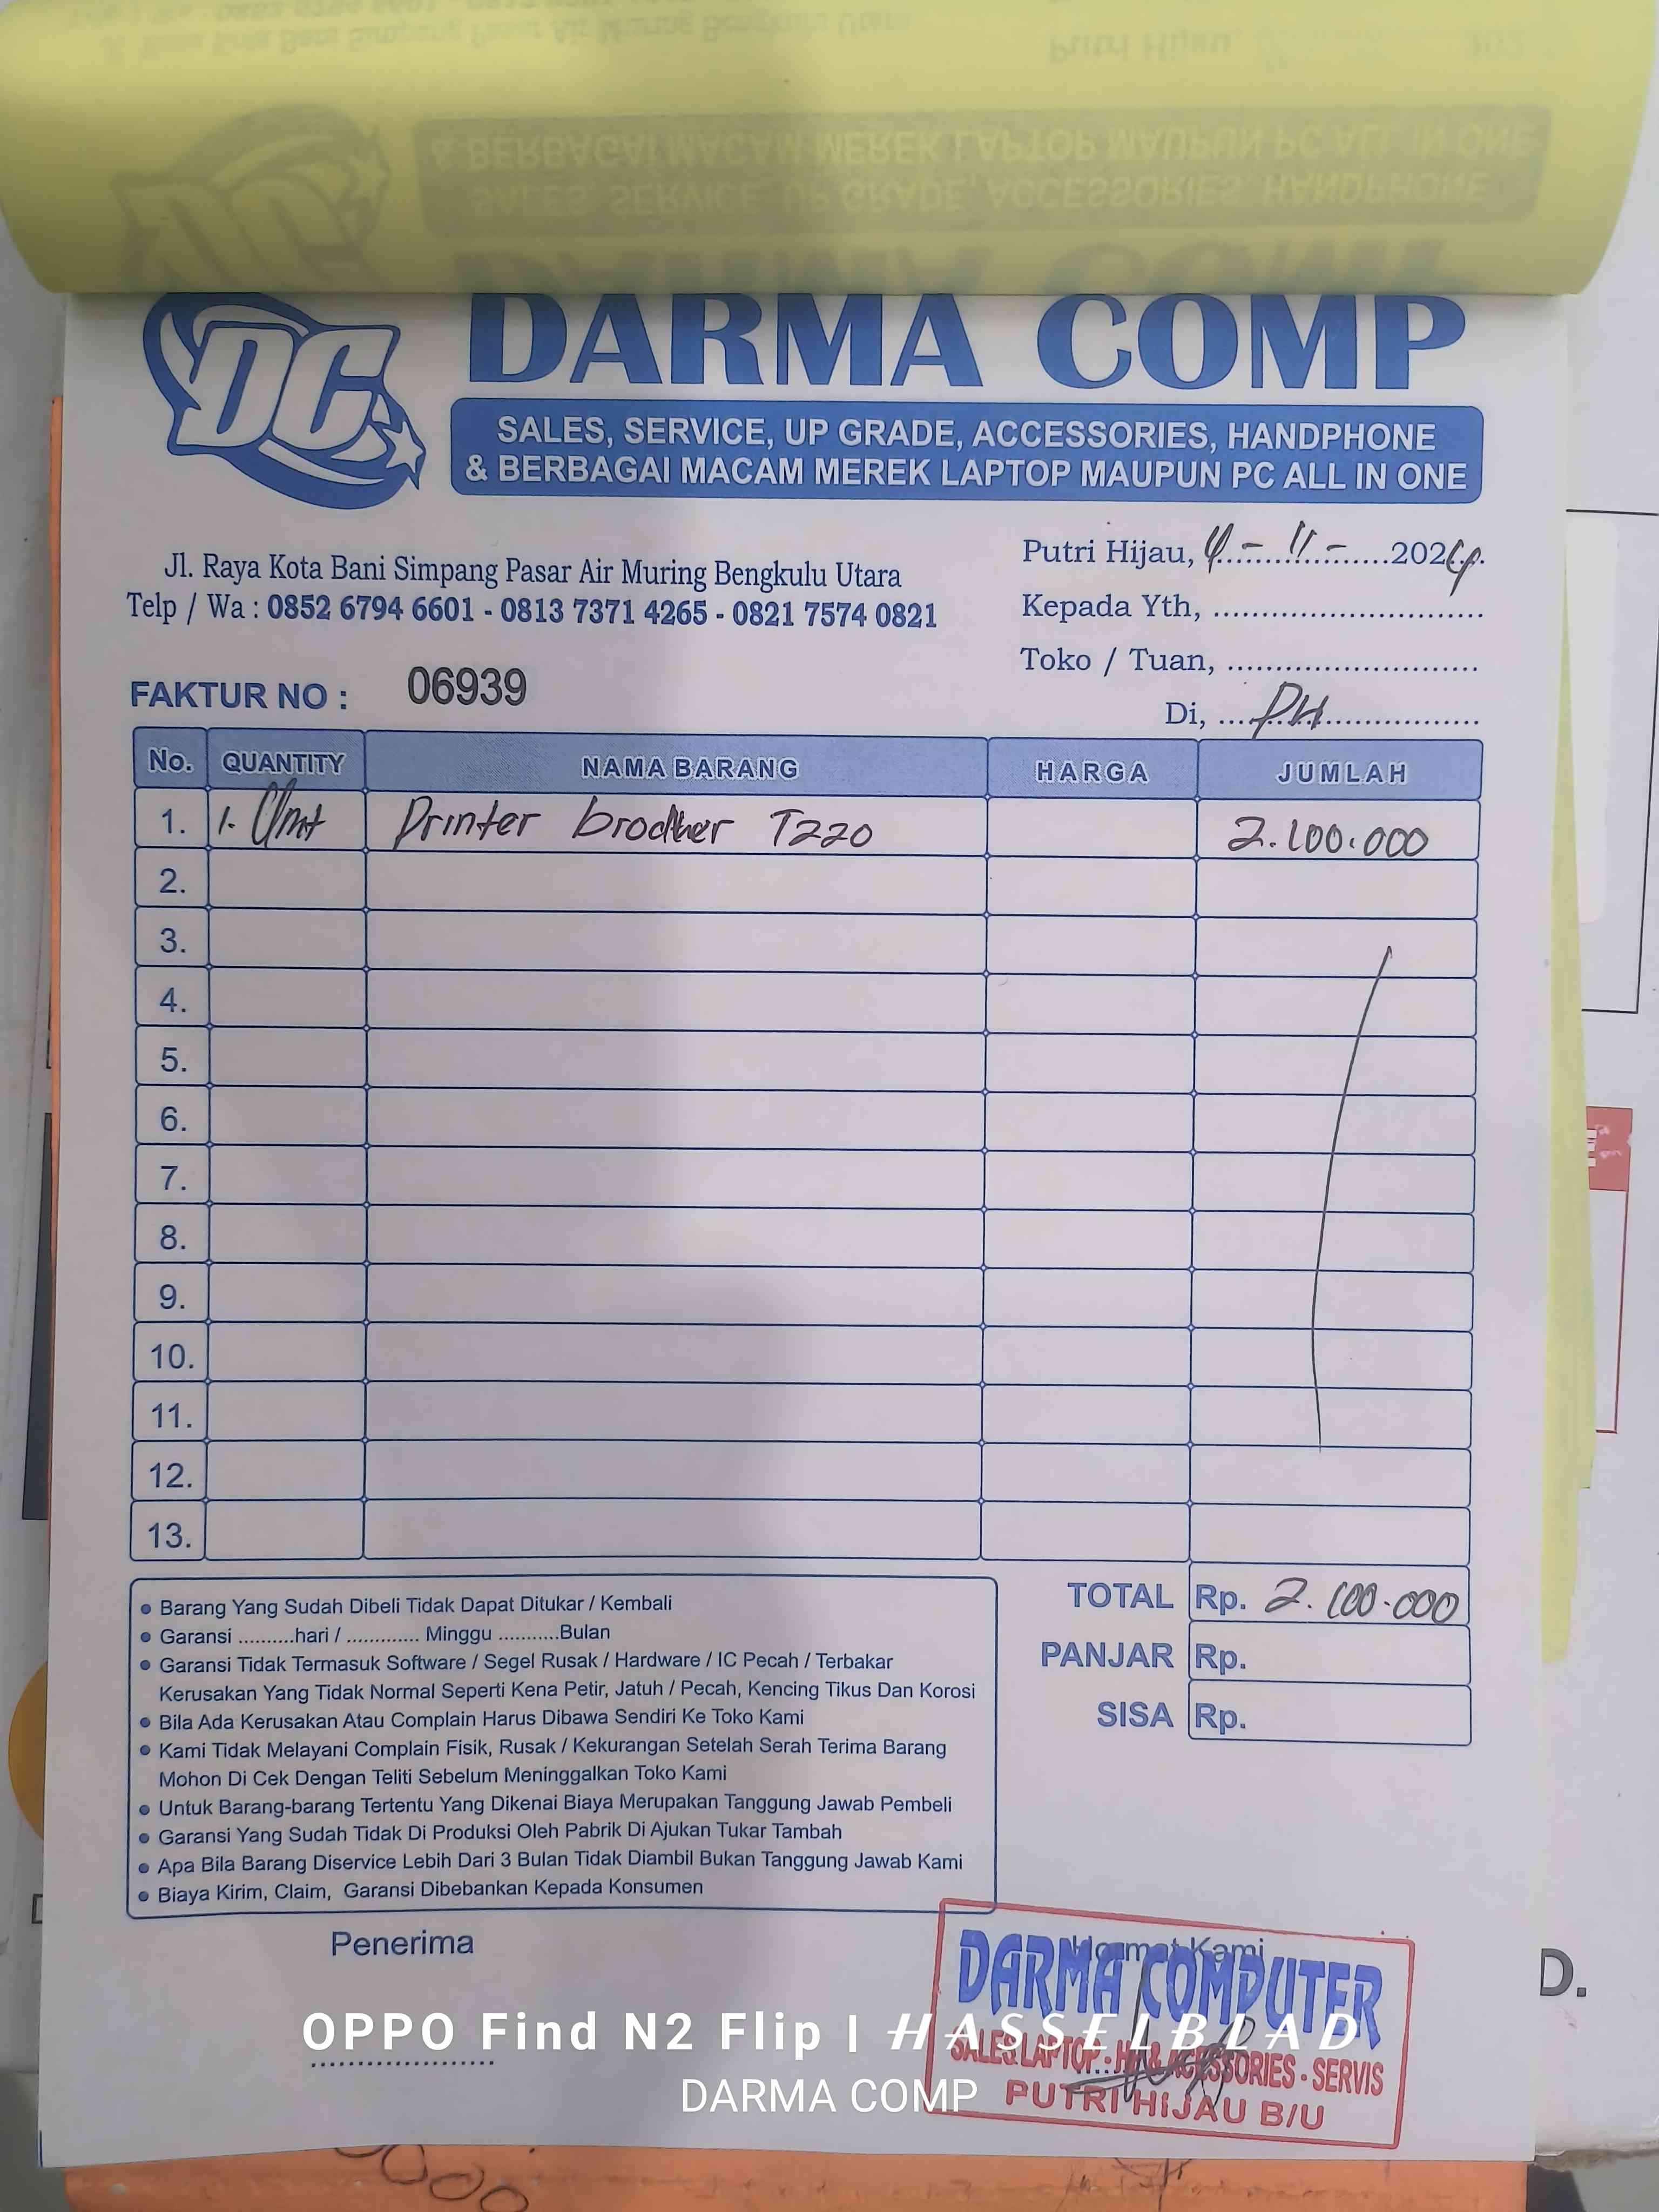 DARMA COMP
DC
SALES, SERVICE, UP GRADE, ACCESSORIES, HANDPHONE
& BERBAGAI MACAM MEREK LAPTOP MAUPUN PC ALL IN ONE
Jl. Raya Kota Bani Simpang Pasar Air Muring Bengkulu Utara
Telp / Wa : 0852 6794 6601 - 0813 7371 4265 - 0821 7574 0821
Putri Hijau, 4 - 11 - 2024
Kepada Yth, ...........................
Toko / Tuan, .........................
Di, .... PH ................
FAKTUR NO : 06939
No. QUANTITY NAMA BARANG HARGA JUMLAH
1. 1. Unit Printer brodther T220 2.100.000
2.
3.
4.
5.
6.
7.
8.
9.
10.
11.
12.
13.
TOTAL Rp. 2.100.000
PANJAR Rp.
SISA Rp.
• Barang Yang Sudah Dibeli Tidak Dapat Ditukar / Kembali
• Garansi ..........hari / ............. Minggu ...........Bulan
• Garansi Tidak Termasuk Software / Segel Rusak / Hardware / IC Pecah / Terbakar
Kerusakan Yang Tidak Normal Seperti Kena Petir, Jatuh / Pecah, Kencing Tikus Dan Korosi
• Bila Ada Kerusakan Atau Complain Harus Dibawa Sendiri Ke Toko Kami
• Kami Tidak Melayani Complain Fisik, Rusak / Kekurangan Setelah Serah Terima Barang
Mohon Di Cek Dengan Teliti Sebelum Meninggalkan Toko Kami
• Untuk Barang-barang Tertentu Yang Dikenai Biaya Merupakan Tanggung Jawab Pembeli
• Garansi Yang Sudah Tidak Di Produksi Oleh Pabrik Di Ajukan Tukar Tambah
• Apa Bila Barang Diservice Lebih Dari 3 Bulan Tidak Diambil Bukan Tanggung Jawab Kami
• Biaya Kirim, Claim, Garansi Dibebankan Kepada Konsumen
Penerima
Hormat Kami
DARMA COMPUTER
SALES LAPTOP - HP & ACESSORIES - SERVIS
PUTRI HIJAU B/U
OPPO Find N2 Flip | HASSELBLAD
DARMA COMP
D.